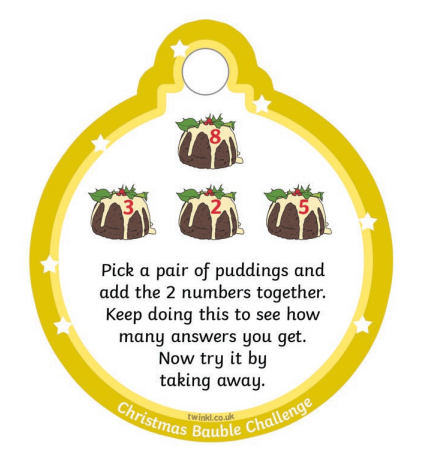 8
3 2 5
Pick a pair of puddings and
add the 2 numbers together.
Keep doing this to see how
many answers you get.
Now try it by
taking away.
twinkl.co.uk
Christmas Bauble Challenge